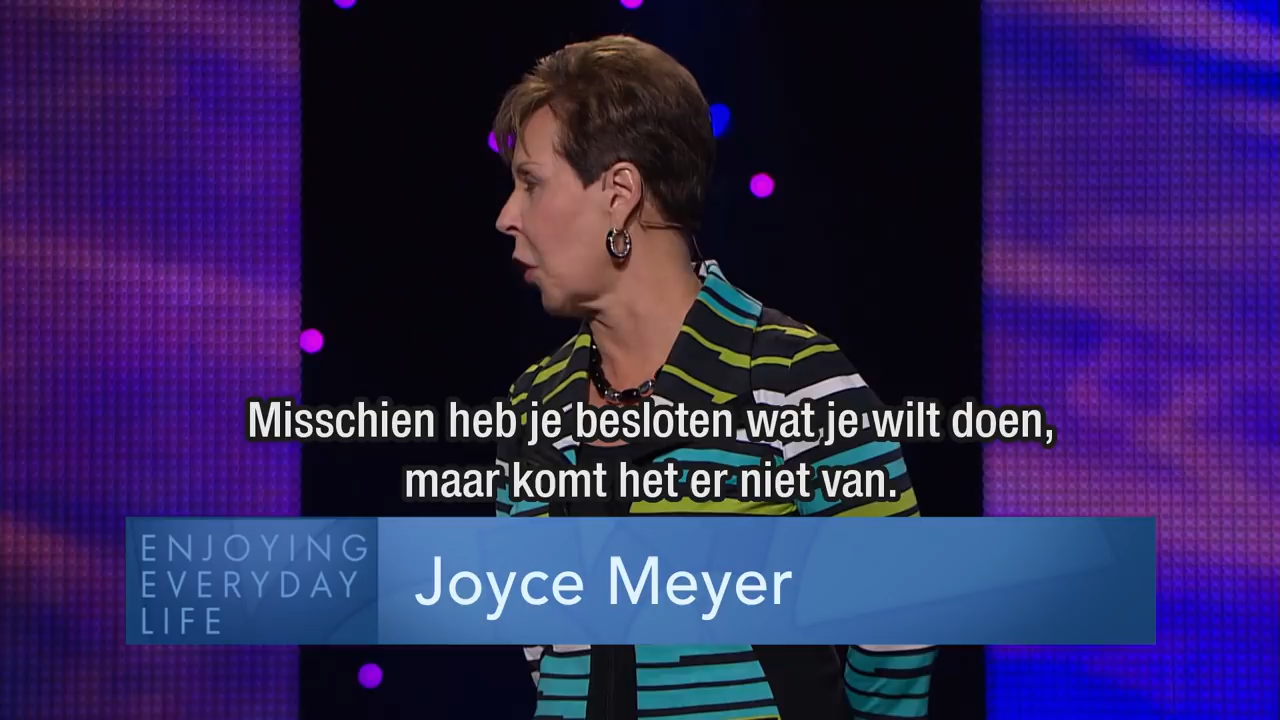 Misschien heb je besloten wat je wilt doen,
maar komt het er niet van.
ENJOYING
EVERYDAY
LIFE
Joyce Meyer